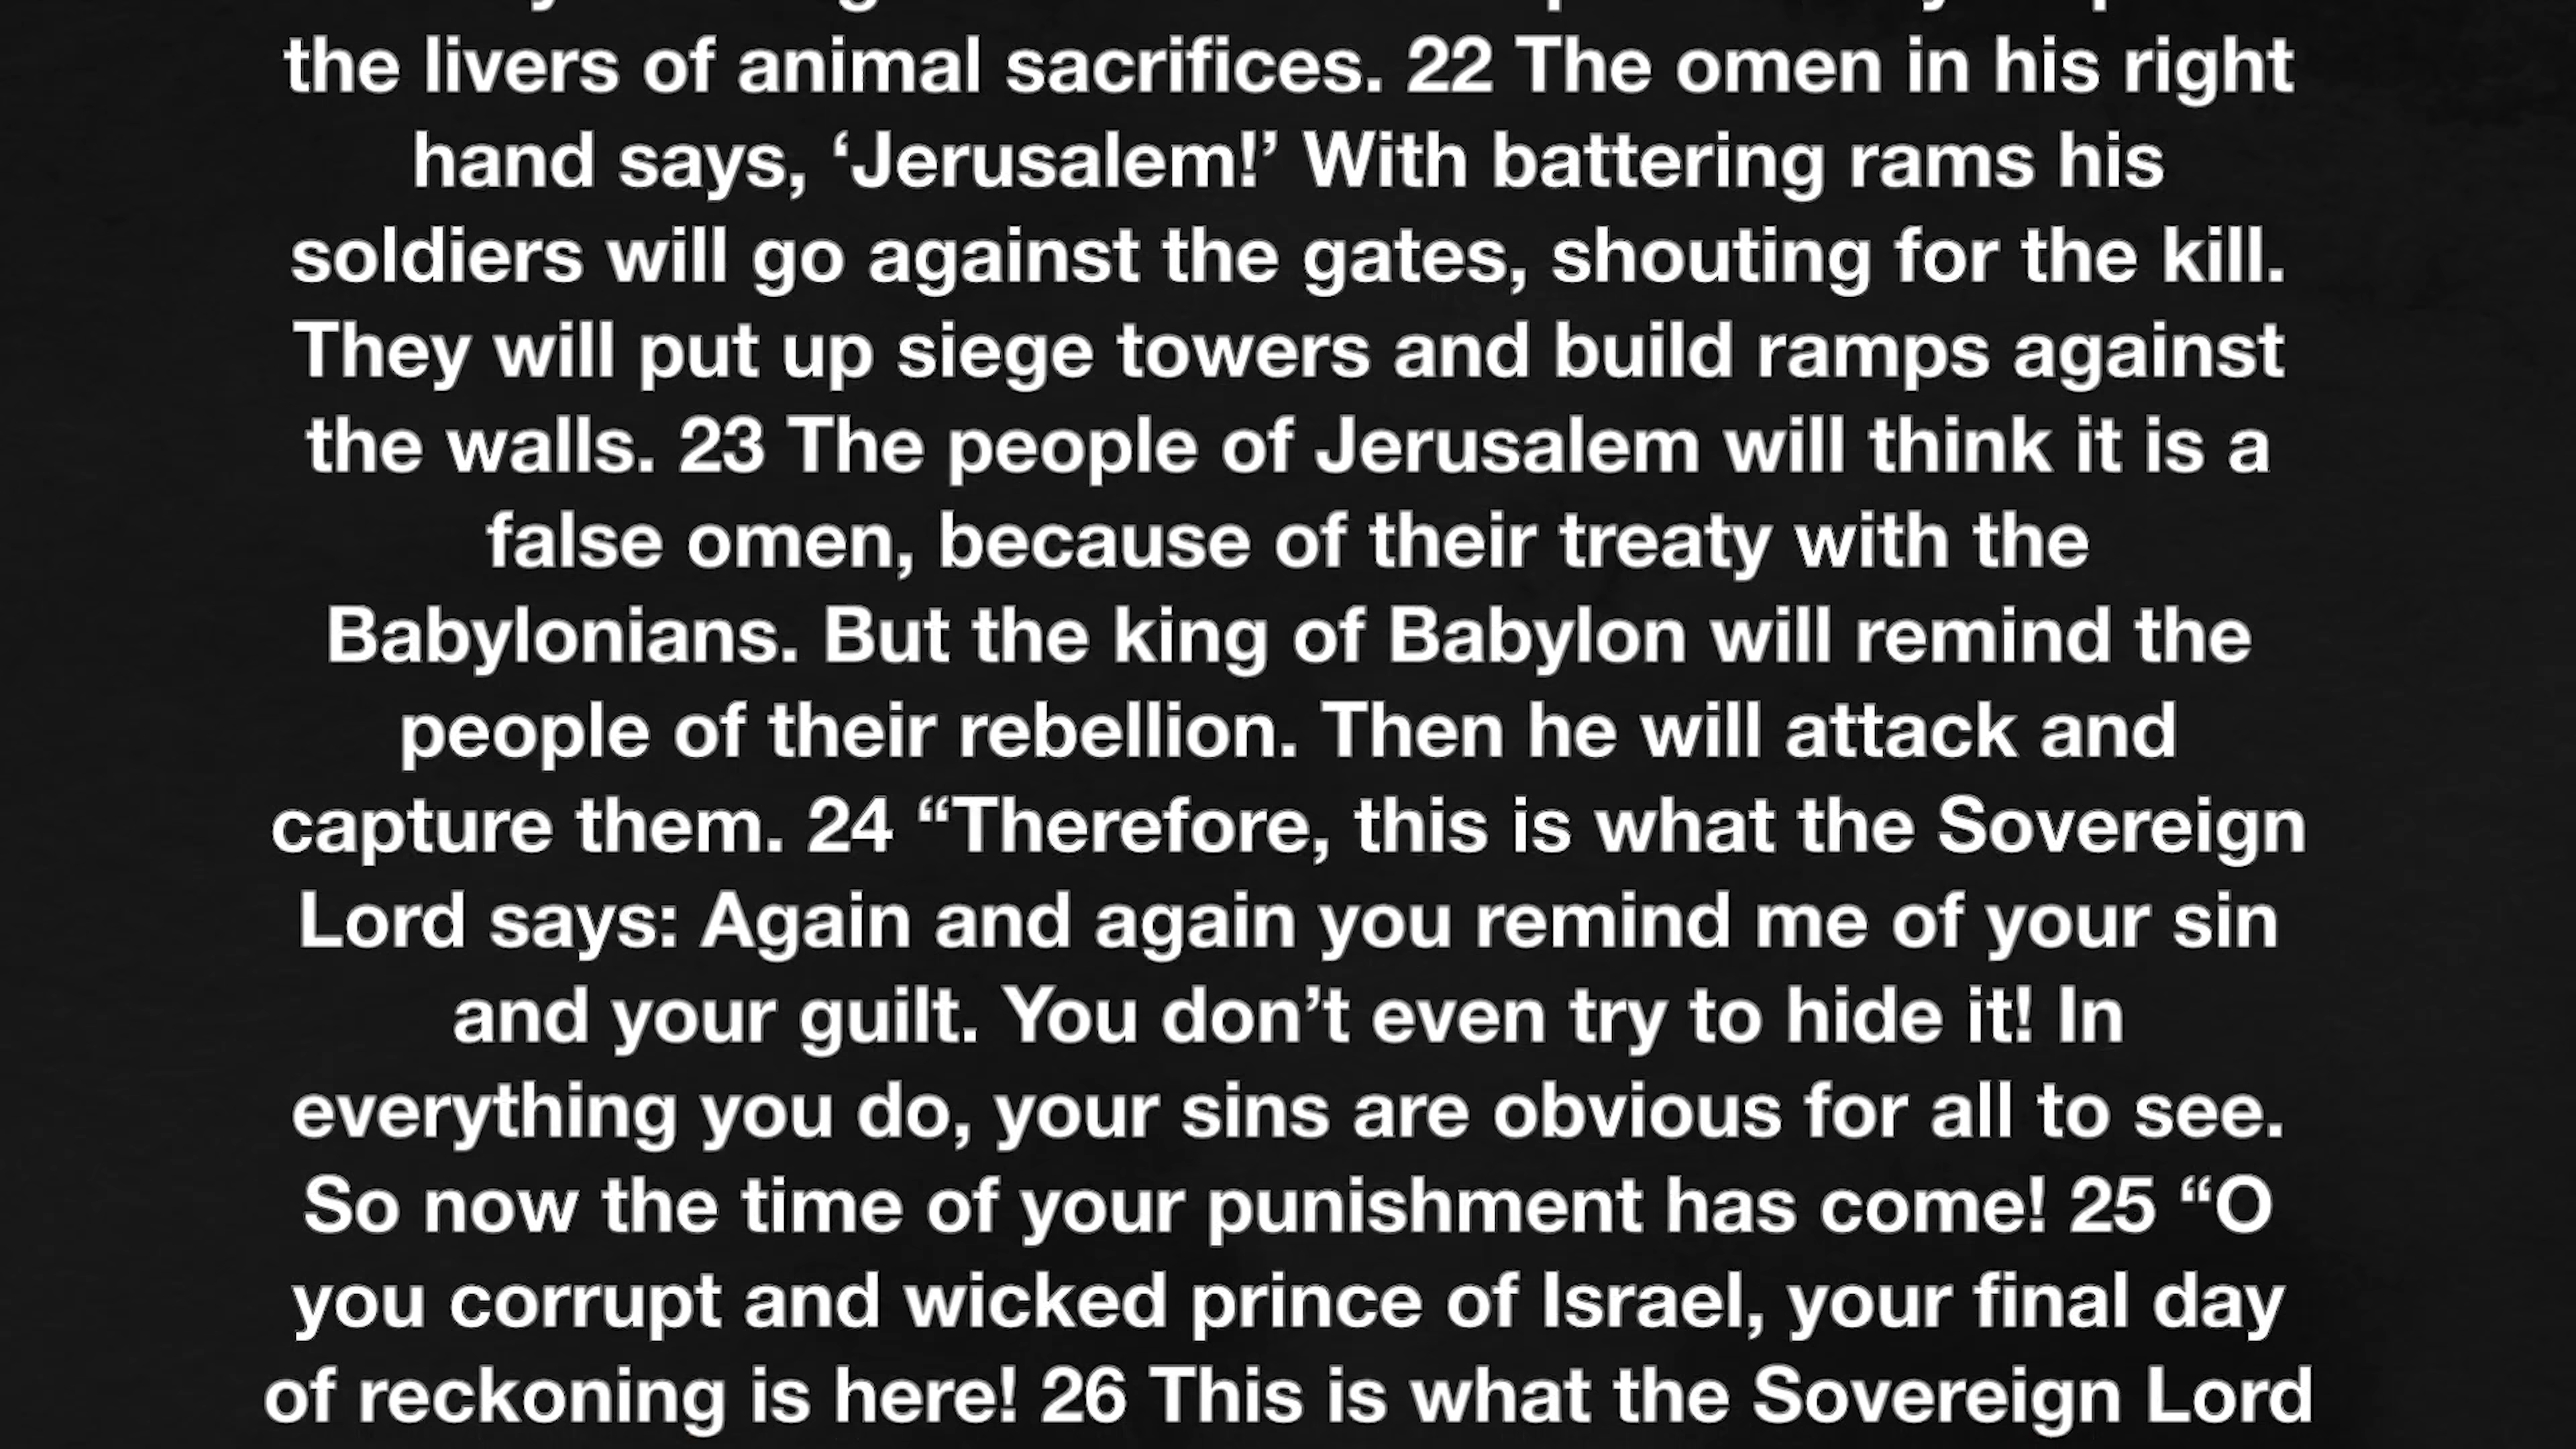 the livers of animal sacrifices. 22 The omen in his right
hand says, ‘Jerusalem!’ With battering rams his
soldiers will go against the gates, shouting for the kill.
They will put up siege towers and build ramps against
the walls. 23 The people of Jerusalem will think it is a
false omen, because of their treaty with the
Babylonians. But the king of Babylon will remind the
people of their rebellion. Then he will attack and
capture them. 24 “Therefore, this is what the Sovereign
Lord says: Again and again you remind me of your sin
and your guilt. You don’t even try to hide it! In
everything you do, your sins are obvious for all to see.
So now the time of your punishment has come! 25 “O
you corrupt and wicked prince of Israel, your final day
of reckoning is here! 26 This is what the Sovereign Lord